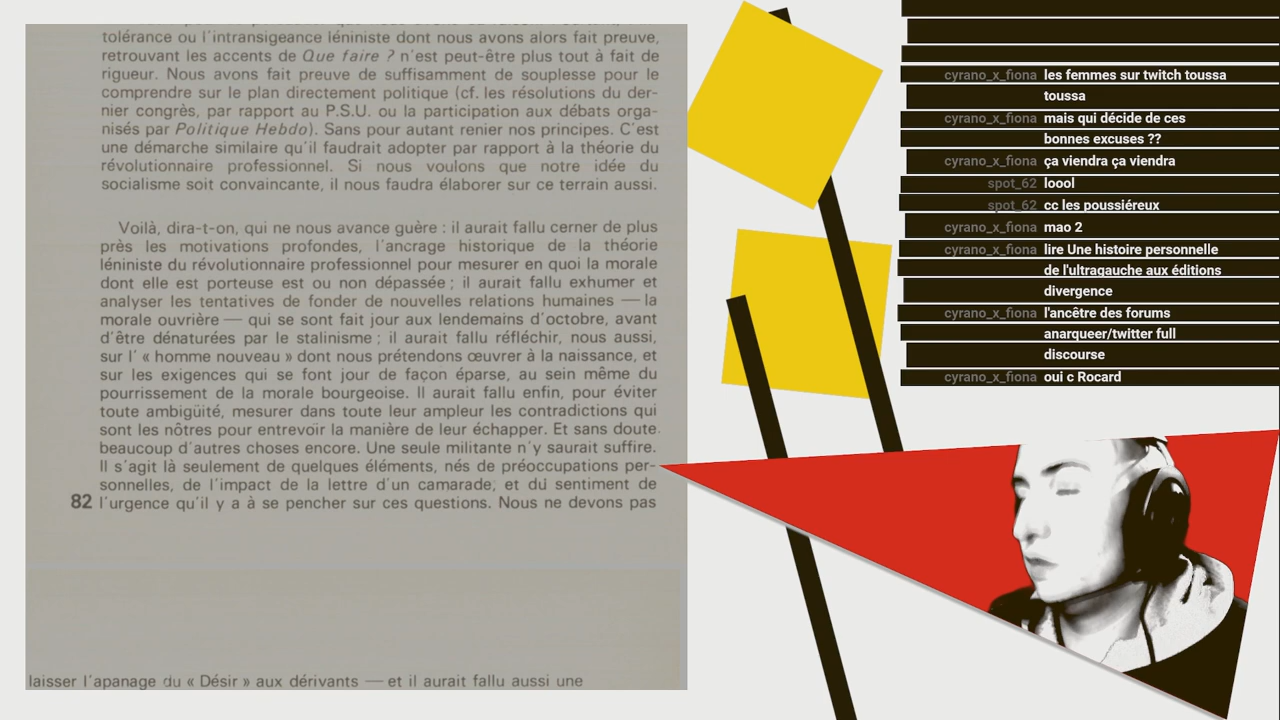 tolérance ou l'intransigeance léniniste dont nous avons alors fait preuve,
retrouvant les accents de Que faire ? n'est peut-être plus tout à fait de
rigueur. Nous avons fait preuve de suffisamment de souplesse pour le
comprendre sur le plan directement politique (cf. les résolutions du der-
nier congrès, par rapport au P.S.U. ou la participation aux débats orga-
nisés par Politique Hebdo). Sans pour autant renier nos principes. C'est
une démarche similaire qu'il faudrait avoir par rapport à la théorie du
révolutionnaire professionnel. Si nous voulons que notre idée du
socialisme soit convaincante, il nous faudra élaborer sur ce terrain aussi.
Voilà, dira-t-on, qui ne nous avance guère : il aurait fallu cerner de plus
près les motivations profondes, l'ancrage historique de la théorie
léniniste du révolutionnaire professionnel pour mesurer en quoi la morale
dont elle est porteuse est ou non dépassée ; il aurait fallu exhumer et
analyser les tentatives de fonder de nouvelles relations humaines — la
morale ouvrière — qui se sont fait jour aux lendemains d'octobre, avant
d'être dénaturées par le stalinisme ; il aurait fallu réfléchir, nous aussi,
sur l' « homme nouveau » dont nous prétendons œuvrer à la naissance, et
sur les exigences qui se font jour de façon éparse, au sein même du
pourrissement de la morale bourgeoise. Il aurait fallu enfin, pour éviter
toute ambigüité, mesurer dans toute leur ampleur les contradictions qui
sont les nôtres pour entrevoir la manière de leur échapper. Et sans doute
beaucoup d'autres choses encore. Une seule militante n'y saurait suffire.
Il s'agit là seulement de quelques éléments, nés de préoccupations per-
sonnelles, de l'impact de la lettre d'un camarade, et du sentiment de
82 l'urgence qu'il y a à se pencher sur ces questions. Nous ne devons pas
laisser l'apanage du « Désir » aux dérivants — et il aurait fallu aussi une
cyrano_x_fiona les femmes sur twitch toussa
toussa
cyrano_x_fiona mais qui décide de ces
bonnes excuses ??
cyrano_x_fiona ça viendra ça viendra
spot_62 loool
spot_62 cc les poussiéreux
cyrano_x_fiona mao 2
cyrano_x_fiona lire Une histoire personnelle
de l'ultragauche aux éditions
divergence
cyrano_x_fiona l'ancêtre des forums
anarqueer/twitter full
discourse
cyrano_x_fiona oui c Rocard